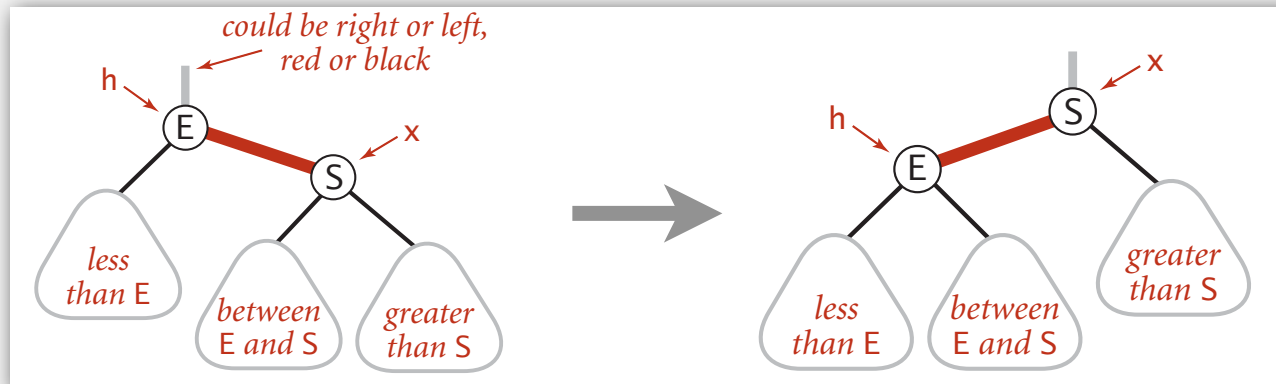 could be right or left,
red or black
h
E
x
S
less
than E
between
E and S
greater
than S
x
S
h
E
less
than E
between
E and S
greater
than S